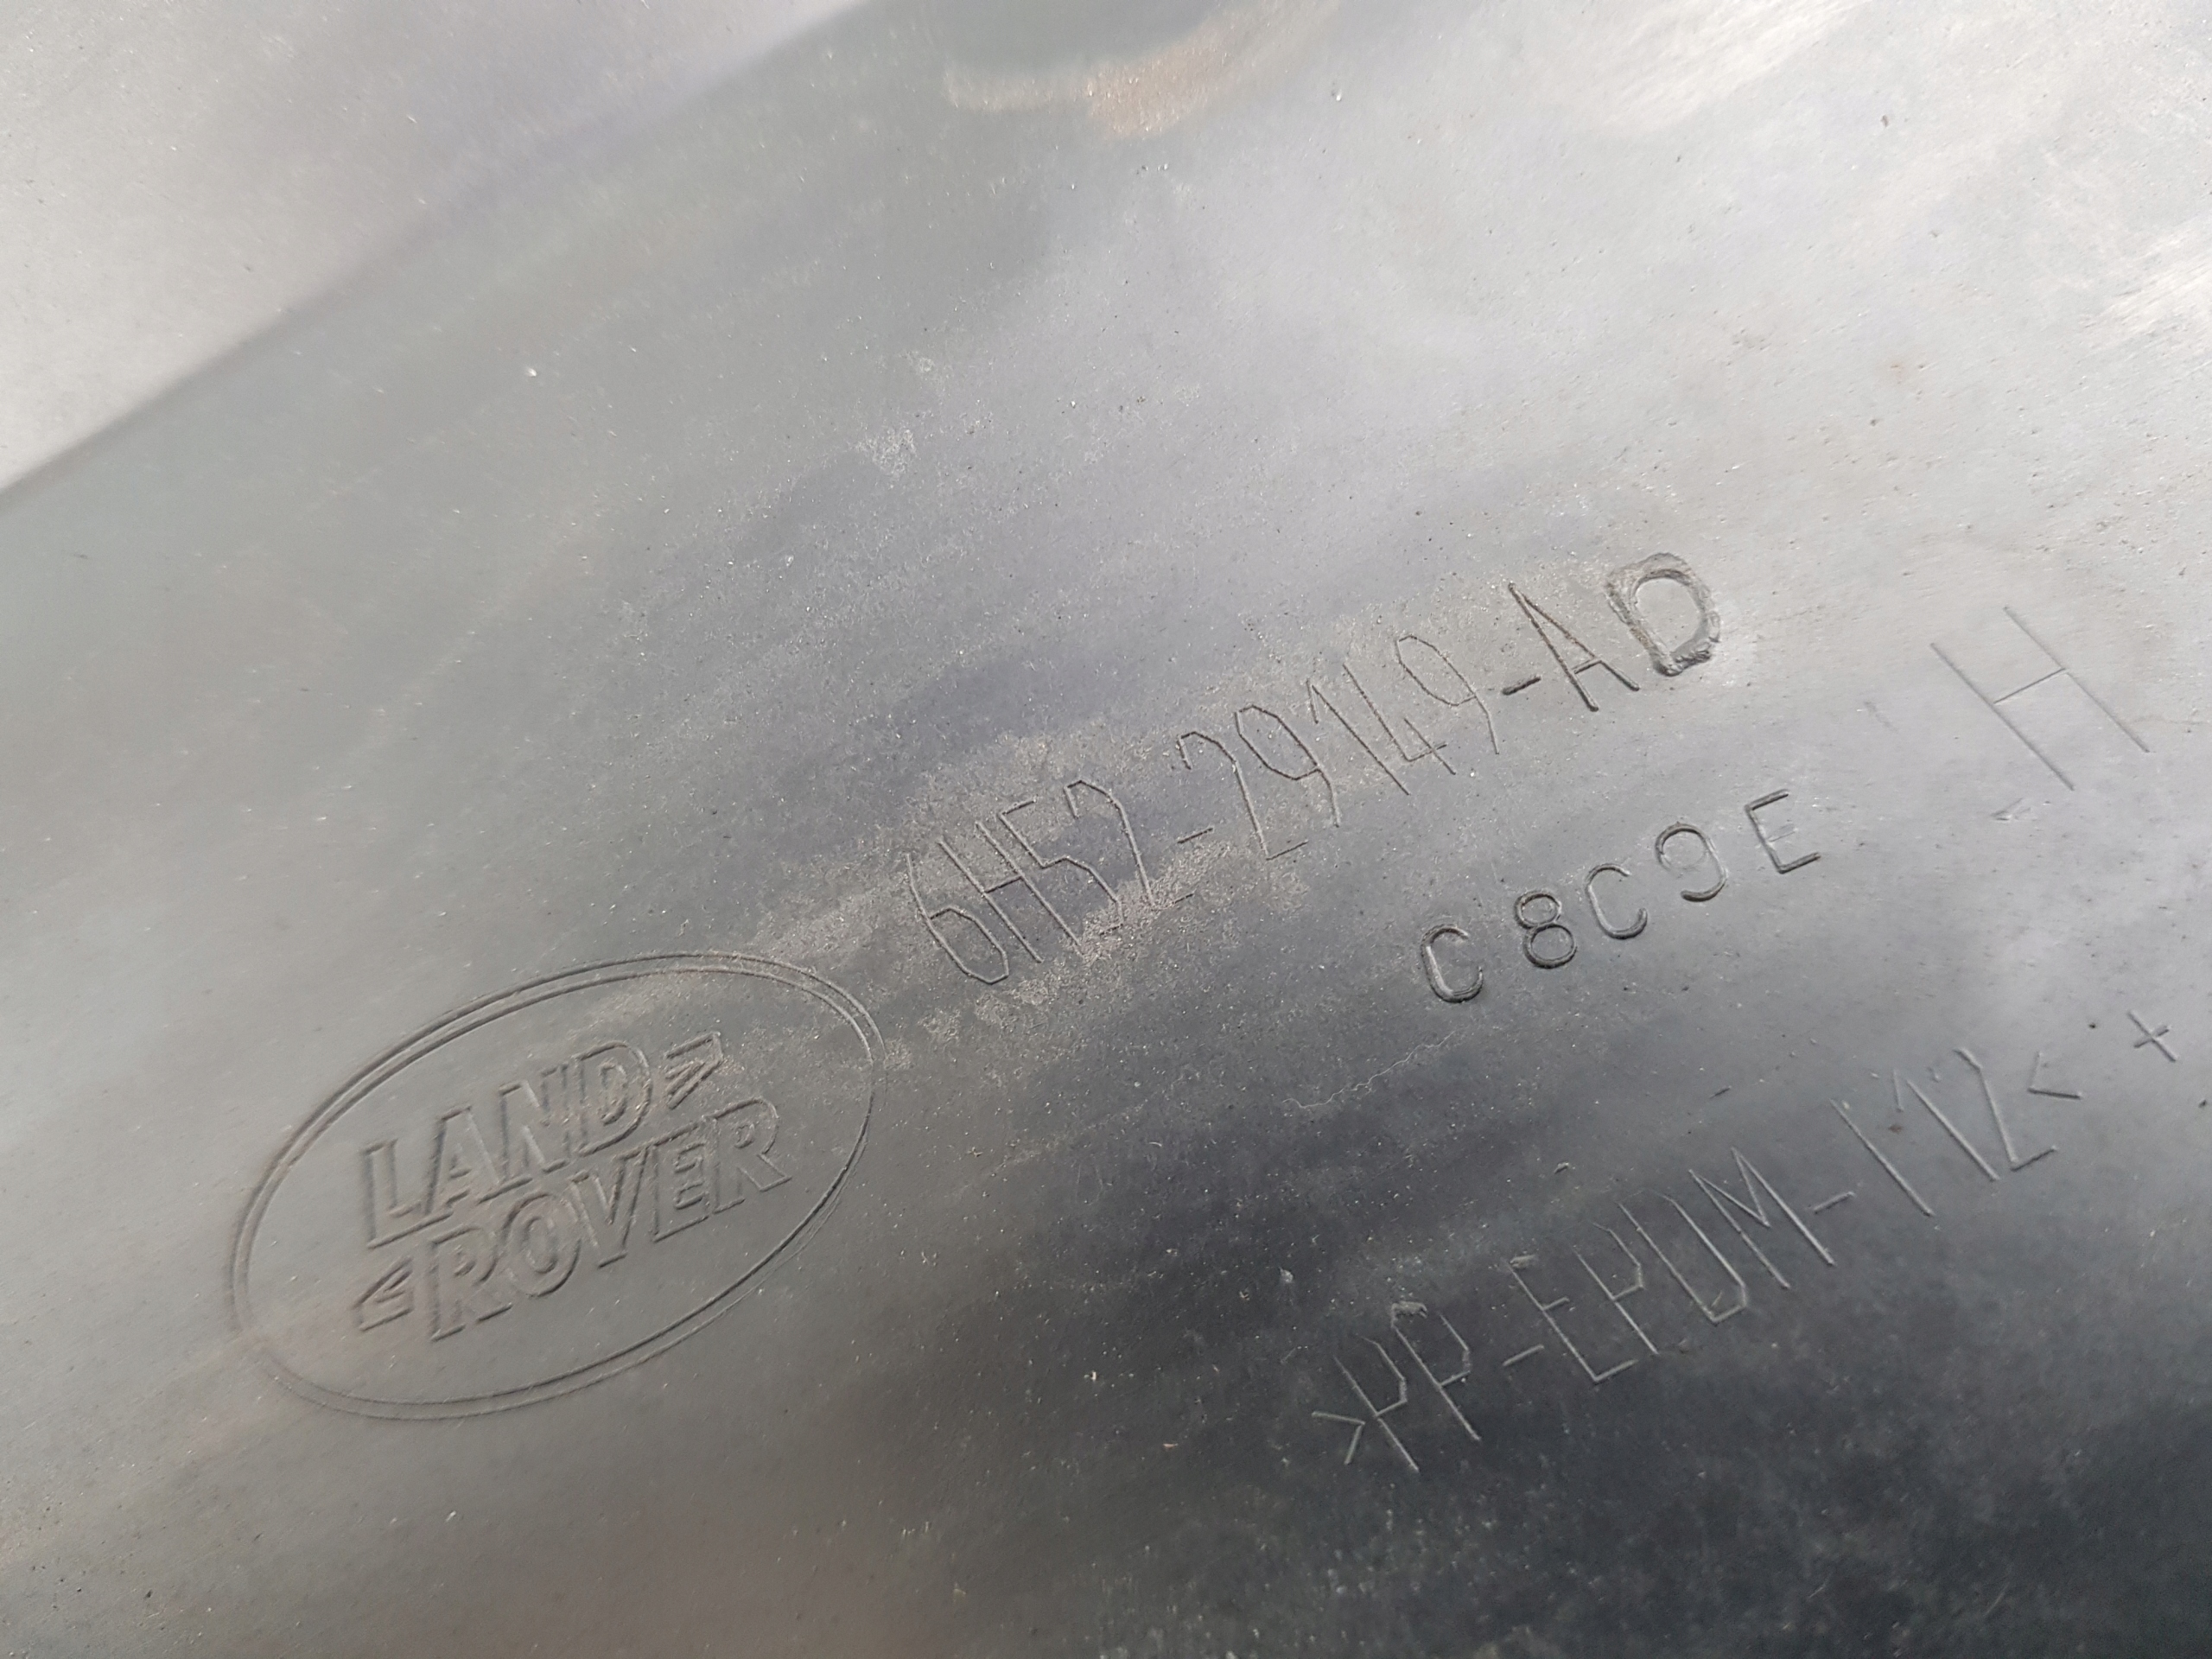 LAND
ROVER
6H52-29149-AD
C8C9E
H
>PP-EPDM-T12<